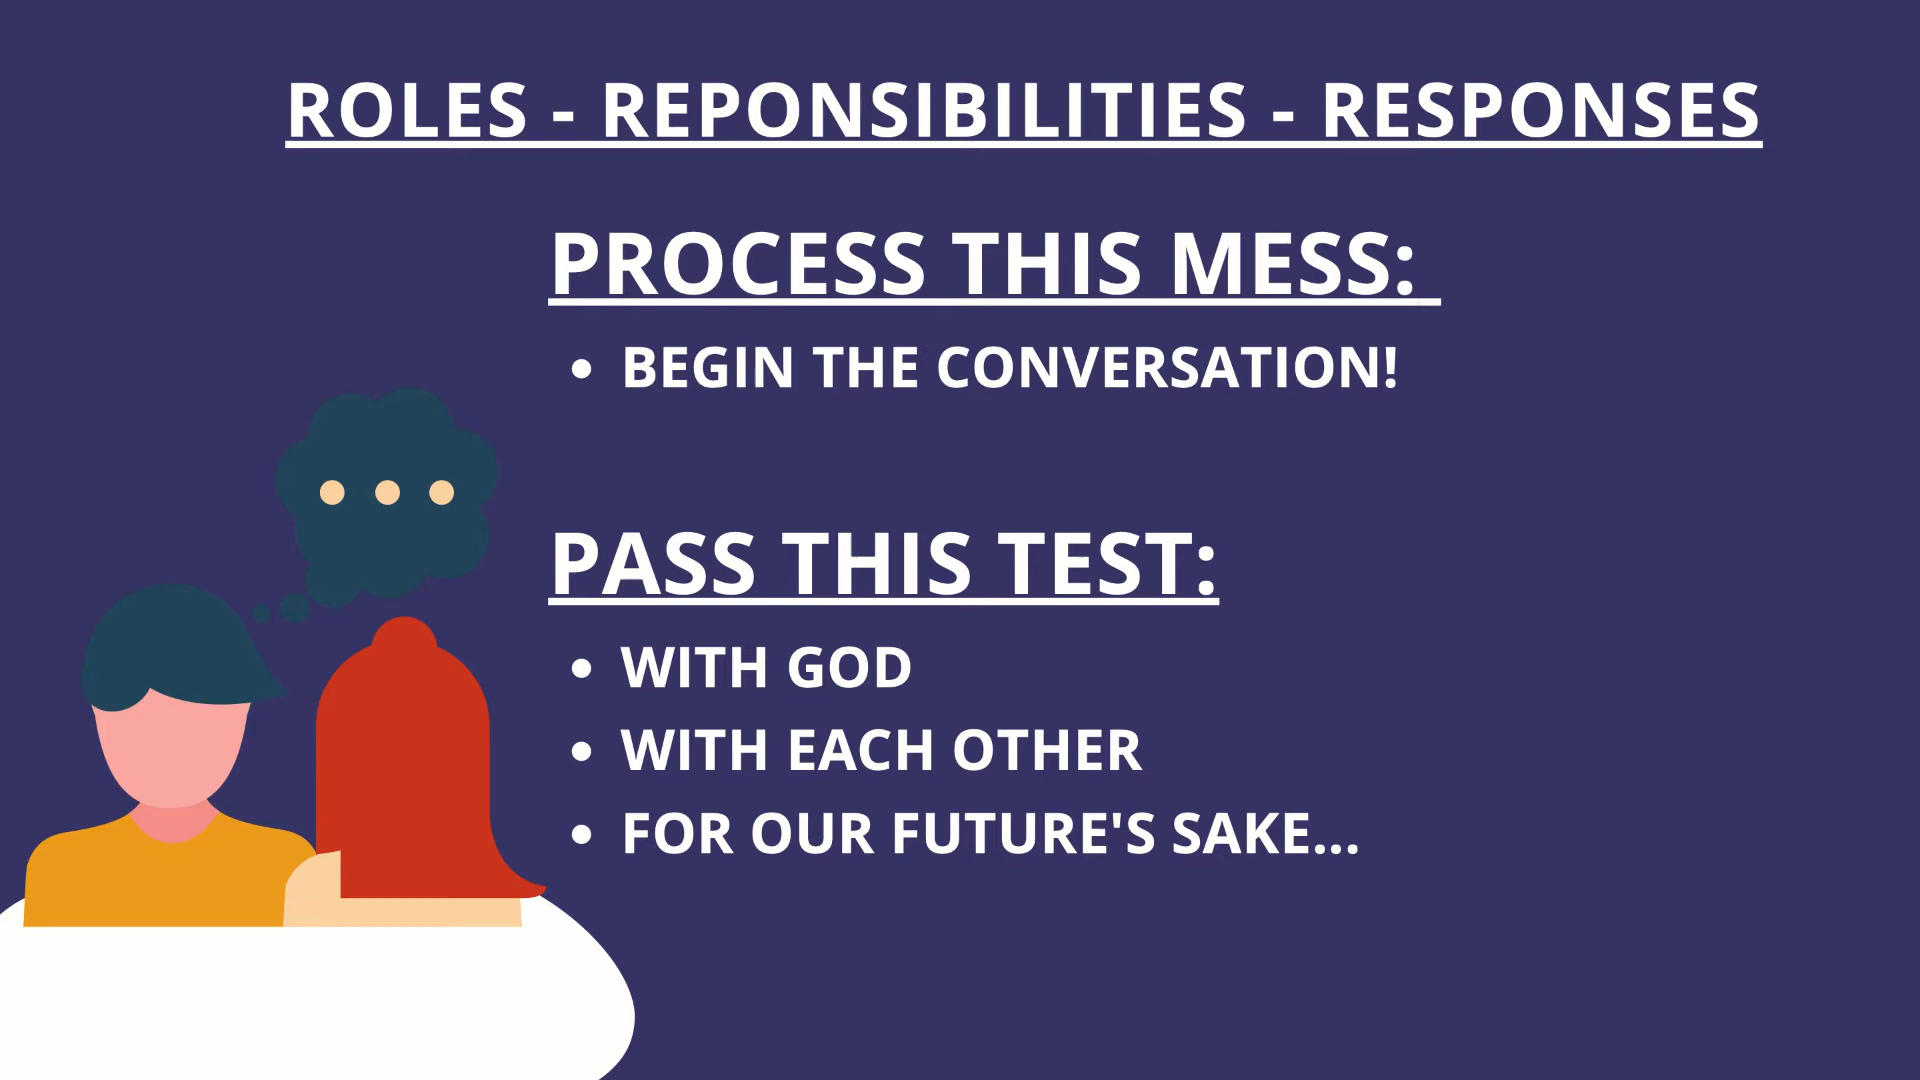 ROLES - REPONSIBILITIES - RESPONSES
PROCESS THIS MESS:
• BEGIN THE CONVERSATION!
PASS THIS TEST:
• WITH GOD
• WITH EACH OTHER
• FOR OUR FUTURE'S SAKE...